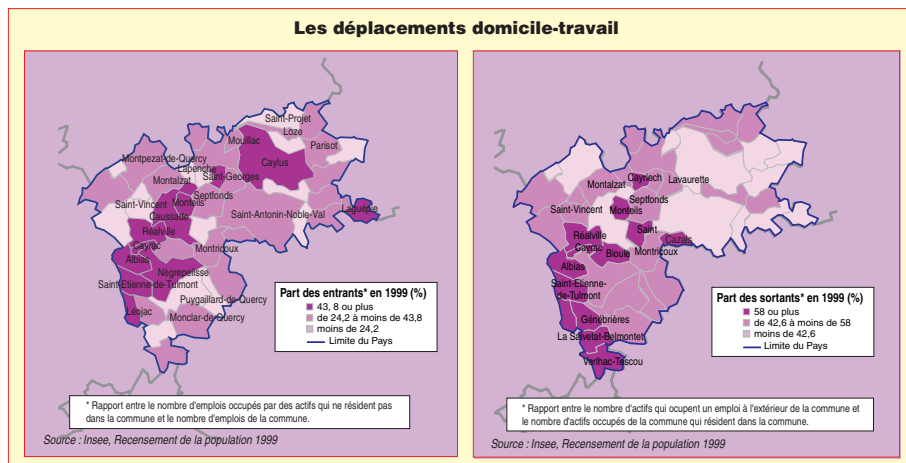 Les déplacements domicile-travail
Saint-Projet
Loze
Mouillac
Parisot
Montpezat-de-Quercy
Caylus
Lapenche
Saint-Georges
Montalzat
Septfonds
Saint-Vincent
Monteils
Laguépie
Caussade
Saint-Antonin-Noble-Val
Réalville
Cayrac
Montricoux
Albias
Nègrepelisse
Saint-Etienne-de-Tulmont
Puygaillard-de-Quercy
Léojac
Monclar-de-Quercy
Part des entrants* en 1999 (%)
43, 8 ou plus
de 24,2 à moins de 43,8
moins de 24,2
Limite du Pays
* Rapport entre le nombre d'emplois occupés par des actifs qui ne résident pas
dans la commune et le nombre d'emplois de la commune.
Source : Insee, Recensement de la population 1999
Cayriech
Lavaurette
Montalzat
Septfonds
Saint-Vincent
Monteils
Saint
Réalville
Cazals
Cayrac
Bioule
Montricoux
Albias
Saint-Etienne-
de-Tulmont
Génébrières
La Salvetat-Belmontet
Verlhac-Tescou
Part des sortants* en 1999 (%)
58 ou plus
de 42,6 à moins de 58
moins de 42,6
Limite du Pays
* Rapport entre le nombre d'actifs qui ocupent un emploi à l'extérieur de la commune et
le nombre d'actifs occupés de la commune qui résident dans la commune.
Source : Insee, Recensement de la population 1999